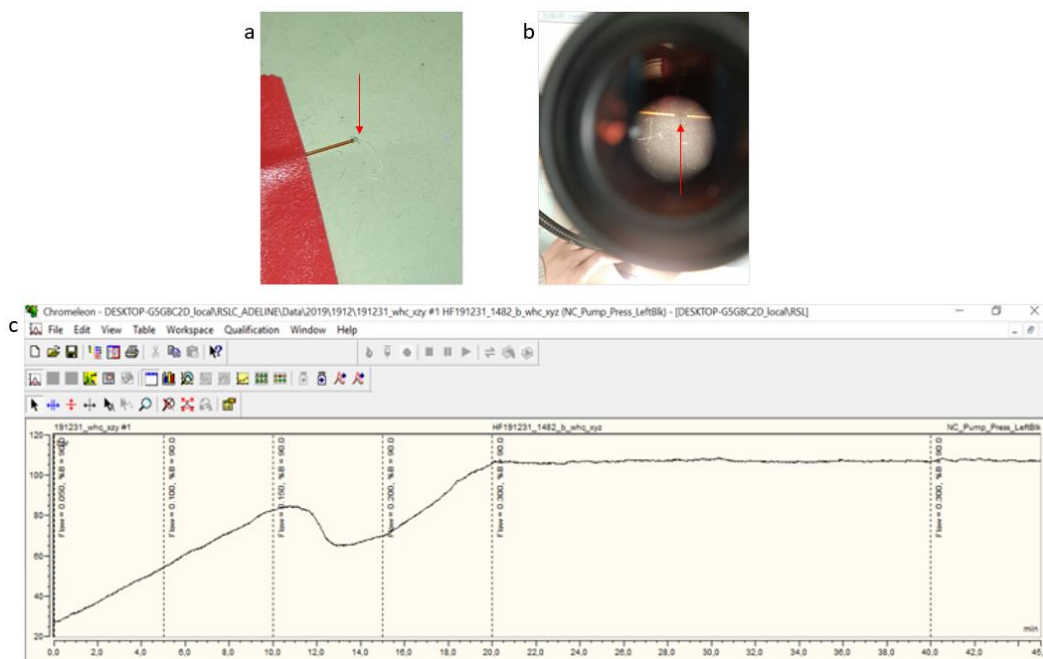 a
b
c
Chromeleon - DESKTOP-G5GBC2D_local\RSLC_ADELINE\Data\2019\1912\191231_whc_xzy #1 HF191231_1482_b_whc_xyz (NC_Pump_Press_LeftBlk) - [DESKTOP-G5GBC2D_local\RSL]
File Edit View Table Workspace Qualification Window Help
191231_whc_xzy #1 HF191231_1482_b_whc_xyz NC_Pump_Press_LeftBlk
120
100
80
60
40
20
Flow = 0.050, %B = 90.0
Flow = 0.100, %B = 90.0
Flow = 0.150, %B = 90.0
Flow = 0.200, %B = 90.0
Flow = 0.300, %B = 90.0
Flow = 0.300, %B = 90.0
min
0,0 2,0 4,0 6,0 8,0 10,0 12,0 14,0 16,0 18,0 20,0 22,0 24,0 26,0 28,0 30,0 32,0 34,0 36,0 38,0 40,0 42,0 45,